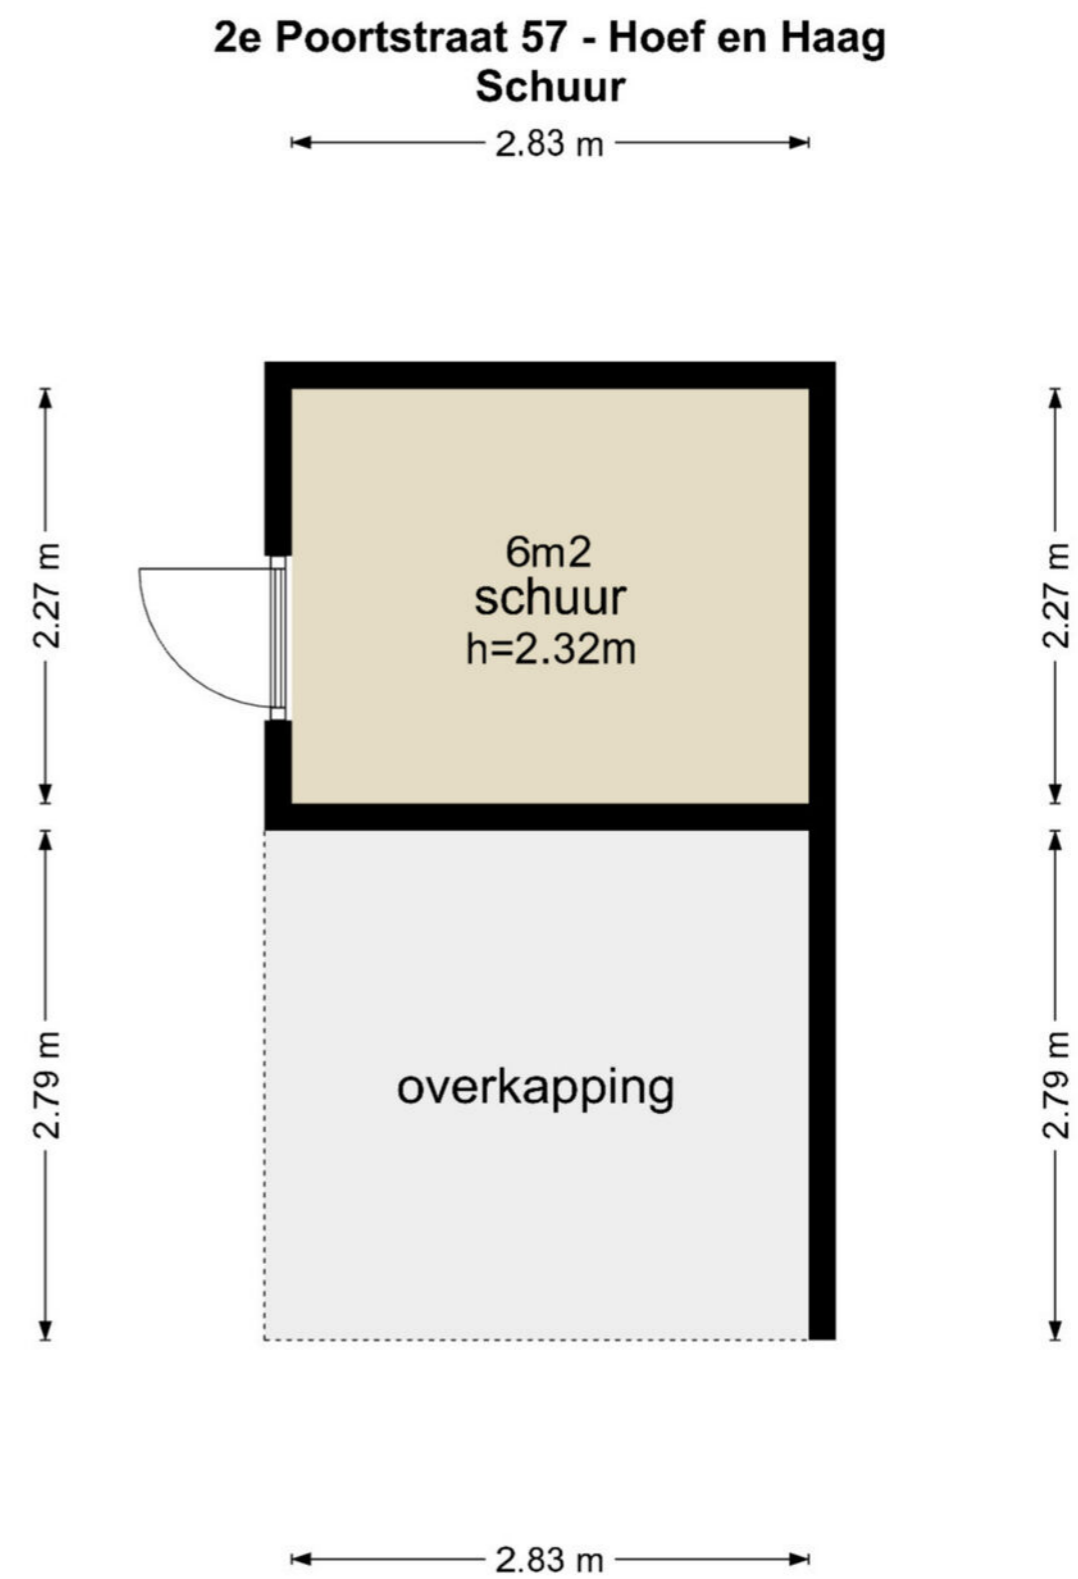 2e Poortstraat 57 - Hoef en Haag
Schuur
2.83 m
2.27 m
2.27 m
6m2
schuur
h=2.32m
2.79 m
2.79 m
overkapping
2.83 m